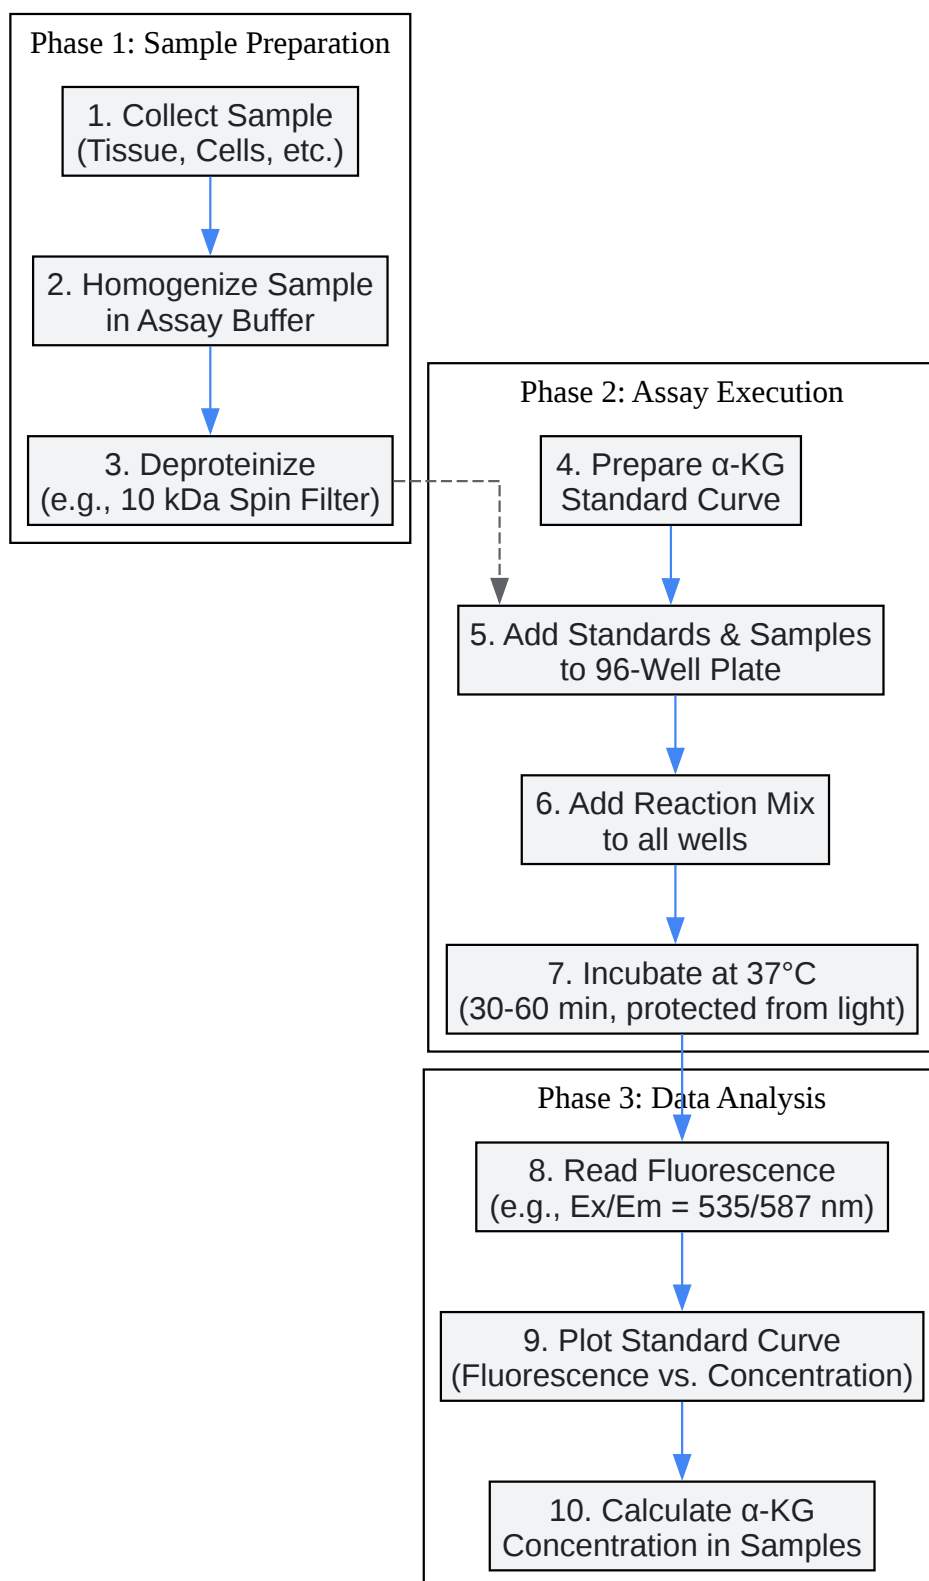 Phase 1: Sample Preparation
1. Collect Sample
(Tissue, Cells, etc.)
2. Homogenize Sample
in Assay Buffer
3. Deproteinize
(e.g., 10 kDa Spin Filter)
Phase 2: Assay Execution
4. Prepare α-KG
Standard Curve
5. Add Standards & Samples
to 96-Well Plate
6. Add Reaction Mix
to all wells
7. Incubate at 37°C
(30-60 min, protected from light)
Phase 3: Data Analysis
8. Read Fluorescence
(e.g., Ex/Em = 535/587 nm)
9. Plot Standard Curve
(Fluorescence vs. Concentration)
10. Calculate α-KG
Concentration in Samples